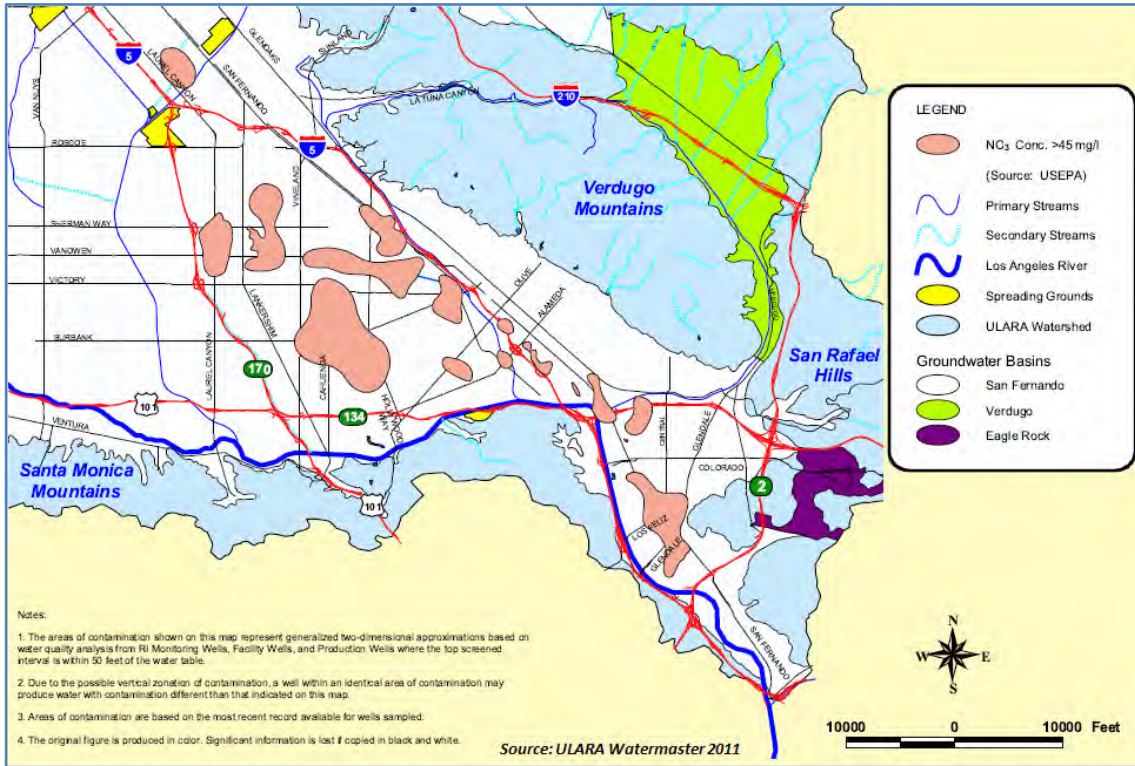 SUNLAND
GLENOAKS
5
LAUREL CANYON
SAN FERNANDO
VAN NUYS
LA TUNA CANYON
210
ROSCOE
5
VINELAND
Verdugo
Mountains
SHERMAN WAY
VANOWEN
VICTORY
OLIVE
ALAMEDA
VERDUGO
LANKERSHIM
BURBANK
LAUREL CANYON
CAHUENGA
170
San Rafael
Hills
101
134
HOLLYWOOD WAY
VENTURA
CENTRAL
GLENDALE
COLORADO
Santa Monica
Mountains
2
101
LOS FELIZ
GLENDALE
SAN FERNANDO
LEGEND
NO₃ Conc. >45 mg/l
(Source: USEPA)
Primary Streams
Secondary Streams
Los Angeles River
Spreading Grounds
ULARA Watershed
Groundwater Basins
San Fernando
Verdugo
Eagle Rock
Notes:
1. The areas of contamination shown on this map represent generalized two-dimensional approximations based on
water quality analysis from RI Monitoring Wells, Facility Wells, and Production Wells where the top screened
interval is within 50 feet of the water table.
2. Due to the possible vertical zonation of contamination, a well within an identical area of contamination may
produce water with contamination different than that indicated on this map.
3. Areas of contamination are based on the most recent record available for wells sampled.
4. The original figure is produced in color. Significant information is lost if copied in black and white.
Source: ULARA Watermaster 2011
N
W E
S
10000 0 10000 Feet